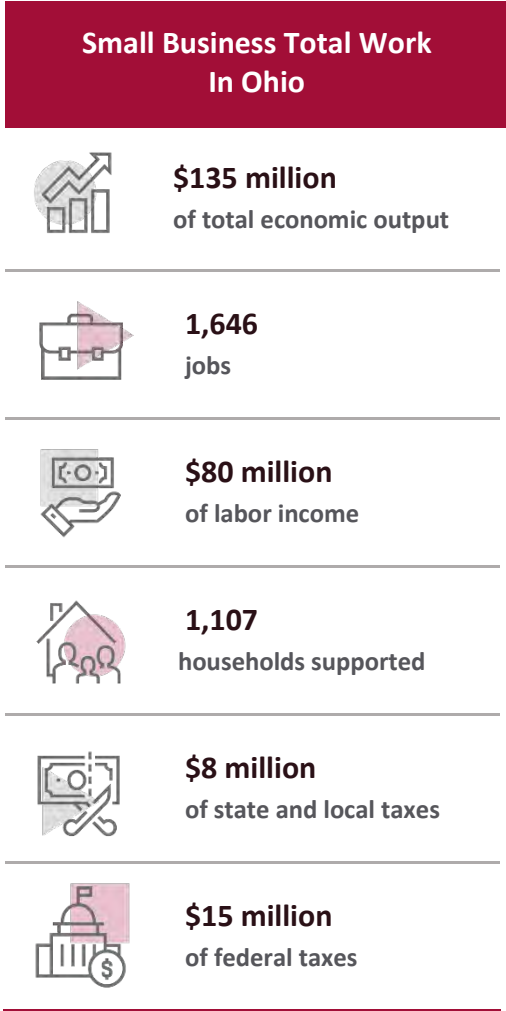 Small Business Total Work
In Ohio
$135 million
of total economic output
1,646
jobs
$80 million
of labor income
1,107
households supported
$8 million
of state and local taxes
$15 million
of federal taxes